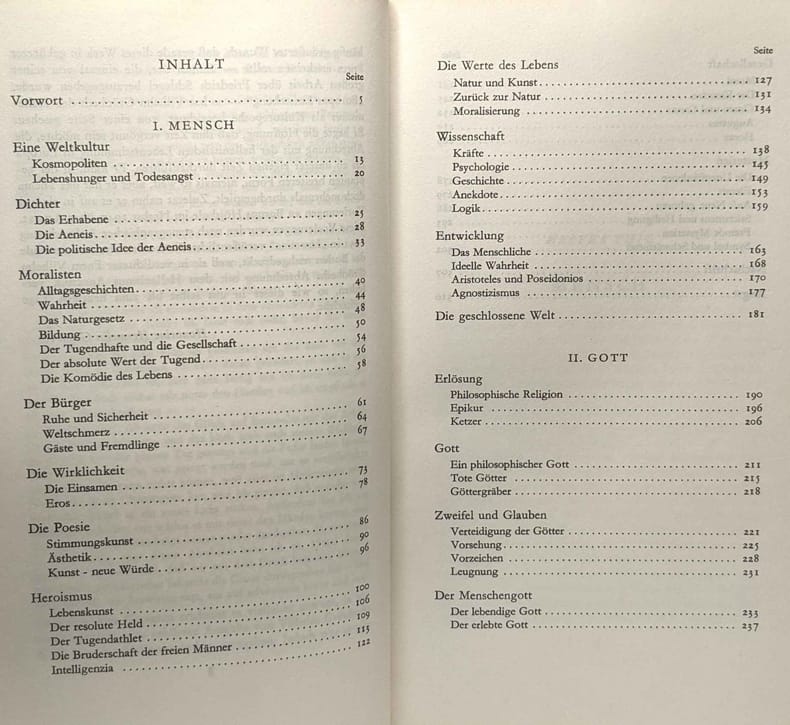 INHALT
Seite
Vorwort . . . . . . . . . . 5
I. MENSCH
Eine Weltkultur
Kosmopoliten . . . . . . . . . . 13
Lebenshunger und Todesangst . . . . . . . . . . 20
Dichter
Das Erhabene . . . . . . . . . . 25
Die Aeneis . . . . . . . . . . 28
Die politische Idee der Aeneis . . . . . . . . . . 33
Moralisten
Alltagsgeschichten . . . . . . . . . . 40
Wahrheit . . . . . . . . . . 44
Das Naturgesetz . . . . . . . . . . 48
Bildung . . . . . . . . . . 50
Der Tugendhafte und die Gesellschaft . . . . . . . . . . 54
Der absolute Wert der Tugend . . . . . . . . . . 56
Die Komödie des Lebens . . . . . . . . . . 58
Der Bürger
Ruhe und Sicherheit . . . . . . . . . . 61
Weltschmerz . . . . . . . . . . 64
Gäste und Fremdlinge . . . . . . . . . . 67
Die Wirklichkeit
Die Einsamen . . . . . . . . . . 73
Eros . . . . . . . . . . 78
Die Poesie
Stimmungskunst . . . . . . . . . . 86
Ästhetik . . . . . . . . . . 90
Kunst - neue Würde . . . . . . . . . . 96
Heroismus
Lebenskunst . . . . . . . . . . 100
Der resolute Held . . . . . . . . . . 106
Der Tugendathlet . . . . . . . . . . 109
Die Bruderschaft der freien Männer . . . . . . . . . . 113
Intelligenzia . . . . . . . . . . 122
Seite
Die Werte des Lebens
Natur und Kunst . . . . . . . . . . 127
Zurück zur Natur . . . . . . . . . . 131
Moralisierung . . . . . . . . . . 134
Wissenschaft
Kräfte . . . . . . . . . . 138
Psychologie . . . . . . . . . . 145
Geschichte . . . . . . . . . . 149
Anekdote . . . . . . . . . . 153
Logik . . . . . . . . . . 159
Entwicklung
Das Menschliche . . . . . . . . . . 163
Ideelle Wahrheit . . . . . . . . . . 168
Aristoteles und Poseidonios . . . . . . . . . . 170
Agnostizismus . . . . . . . . . . 177
Die geschlossene Welt . . . . . . . . . . 181
II. GOTT
Erlösung
Philosophische Religion . . . . . . . . . . 190
Epikur . . . . . . . . . . 196
Ketzer . . . . . . . . . . 206
Gott
Ein philosophischer Gott . . . . . . . . . . 211
Tote Götter . . . . . . . . . . 215
Göttergräber . . . . . . . . . . 218
Zweifel und Glauben
Verteidigung der Götter . . . . . . . . . . 221
Vorsehung . . . . . . . . . . 225
Vorzeichen . . . . . . . . . . 228
Leugnung . . . . . . . . . . 231
Der Menschengott
Der lebendige Gott . . . . . . . . . . 233
Der erlebte Gott . . . . . . . . . . 237